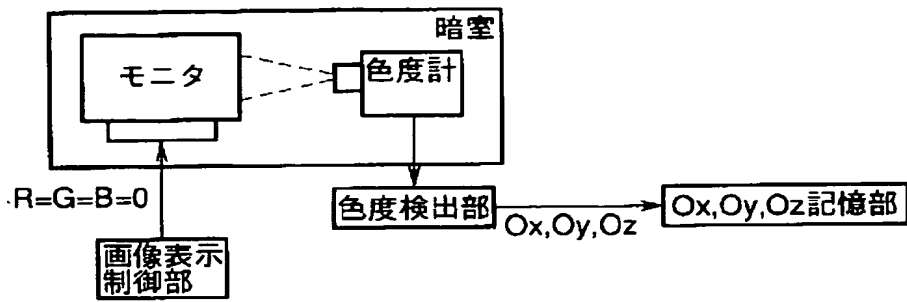 暗室
モニタ
色度計
R=G=B=0
色度検出部
Ox,Oy,Oz
Ox,Oy,Oz記憶部
画像表示
制御部